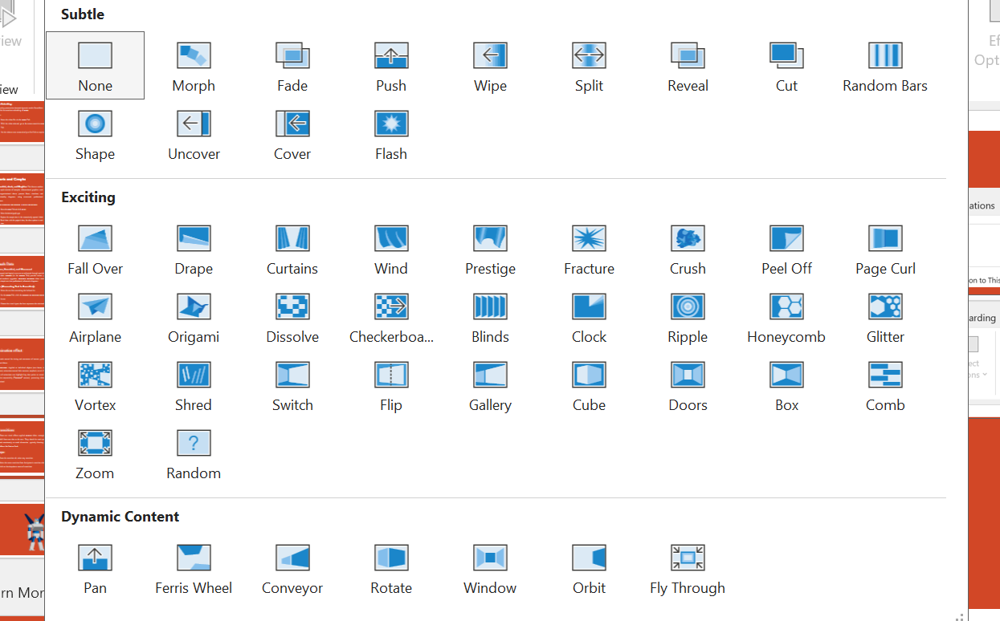 Subtle
None Morph Fade Push Wipe Split Reveal Cut Random Bars
Shape Uncover Cover Flash
Exciting
Fall Over Drape Curtains Wind Prestige Fracture Crush Peel Off Page Curl
Airplane Origami Dissolve Checkerboa... Blinds Clock Ripple Honeycomb Glitter
Vortex Shred Switch Flip Gallery Cube Doors Box Comb
Zoom Random
?
Dynamic Content
Pan Ferris Wheel Conveyor Rotate Window Orbit Fly Through
iew
iew
rn Mor
Ef
Opt
ations
on to This
arding
ect
ons